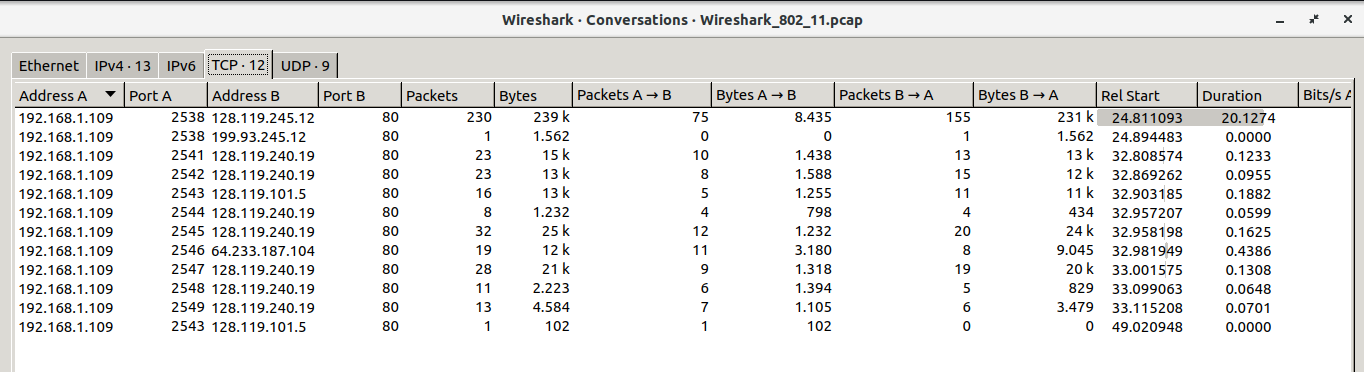 Wireshark · Conversations · Wireshark_802_11.pcap
Ethernet IPv4 · 13 IPv6 TCP · 12 UDP · 9
Address A Port A Address B Port B Packets Bytes Packets A → B Bytes A → B Packets B → A Bytes B → A Rel Start Duration Bits/s A
192.168.1.109 2538 128.119.245.12 80 230 239 k 75 8.435 155 231 k 24.811093 20.1274
192.168.1.109 2538 199.93.245.12 80 1 1.562 0 0 1 1.562 24.894483 0.0000
192.168.1.109 2541 128.119.240.19 80 23 15 k 10 1.438 13 13 k 32.808574 0.1233
192.168.1.109 2542 128.119.240.19 80 23 13 k 8 1.588 15 12 k 32.869262 0.0955
192.168.1.109 2543 128.119.101.5 80 16 13 k 5 1.255 11 11 k 32.903185 0.1882
192.168.1.109 2544 128.119.240.19 80 8 1.232 4 798 4 434 32.957207 0.0599
192.168.1.109 2545 128.119.240.19 80 32 25 k 12 1.232 20 24 k 32.958198 0.1625
192.168.1.109 2546 64.233.187.104 80 19 12 k 11 3.180 8 9.045 32.981949 0.4386
192.168.1.109 2547 128.119.240.19 80 28 21 k 9 1.318 19 20 k 33.001575 0.1308
192.168.1.109 2548 128.119.240.19 80 11 2.223 6 1.394 5 829 33.099063 0.0648
192.168.1.109 2549 128.119.240.19 80 13 4.584 7 1.105 6 3.479 33.115208 0.0701
192.168.1.109 2543 128.119.101.5 80 1 102 1 102 0 0 49.020948 0.0000